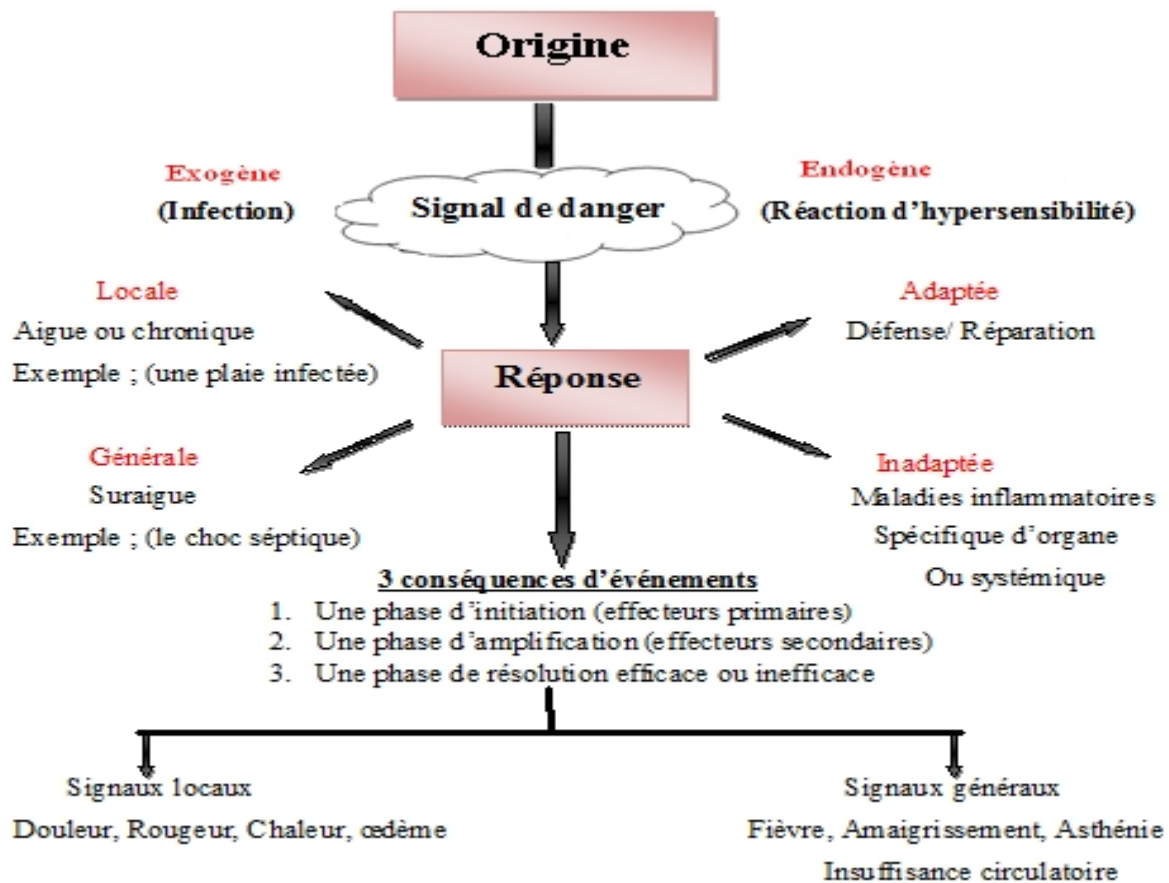 Origine
Exogène
(Infection)
Signal de danger
Endogène
(Réaction d'hypersensibilité)
Locale
Aigue ou chronique
Exemple ; (une plaie infectée)
Adaptée
Défense/ Réparation
Réponse
Générale
Suraigue
Exemple ; (le choc séptique)
Inadaptée
Maladies inflammatoires
Spécifique d'organe
Ou systémique
3 conséquences d'événements
1. Une phase d'initiation (effecteurs primaires)
2. Une phase d'amplification (effecteurs secondaires)
3. Une phase de résolution efficace ou inefficace
Signaux locaux
Douleur, Rougeur, Chaleur, œdème
Signaux généraux
Fièvre, Amaigrissement, Asthénie
Insuffisance circulatoire